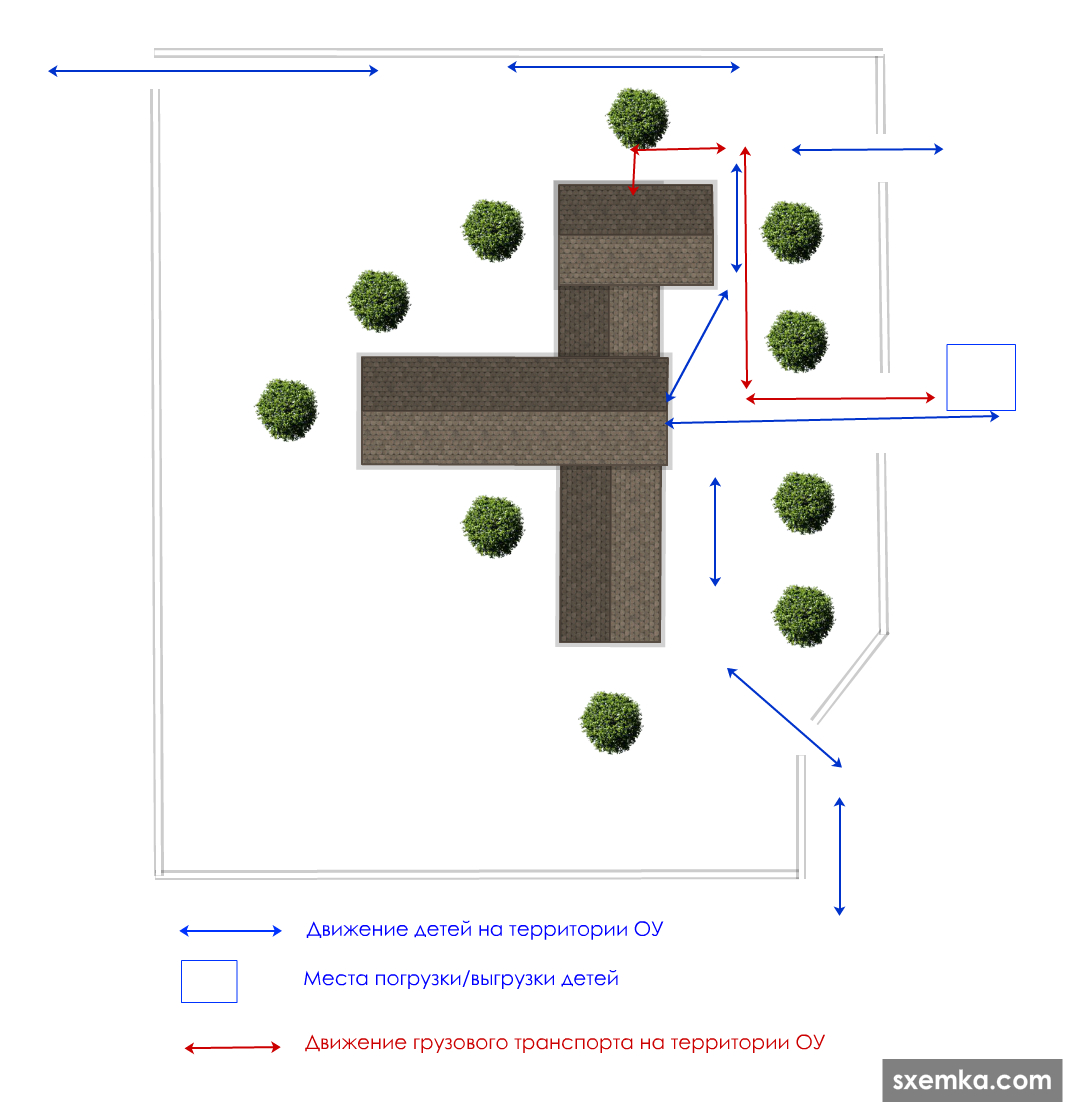 Движение детей на территории ОУ
Места погрузки/выгрузки детей
Движение грузового транспорта на территории ОУ
sxemka.com